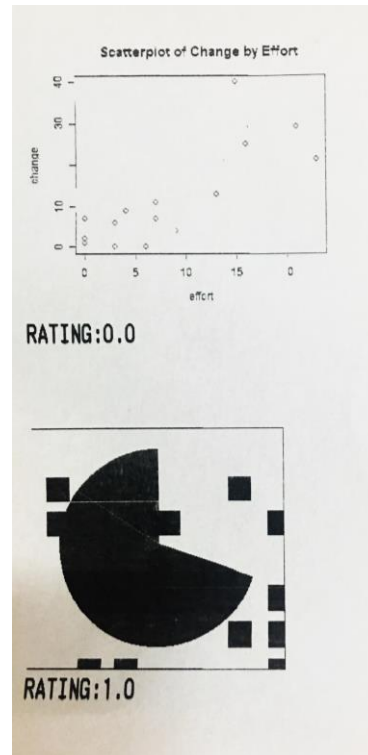 Scatterplot of Change by Effort
40
30
10
0
change
0 5 10 15 0
effort
RATING:0.0
RATING:1.0